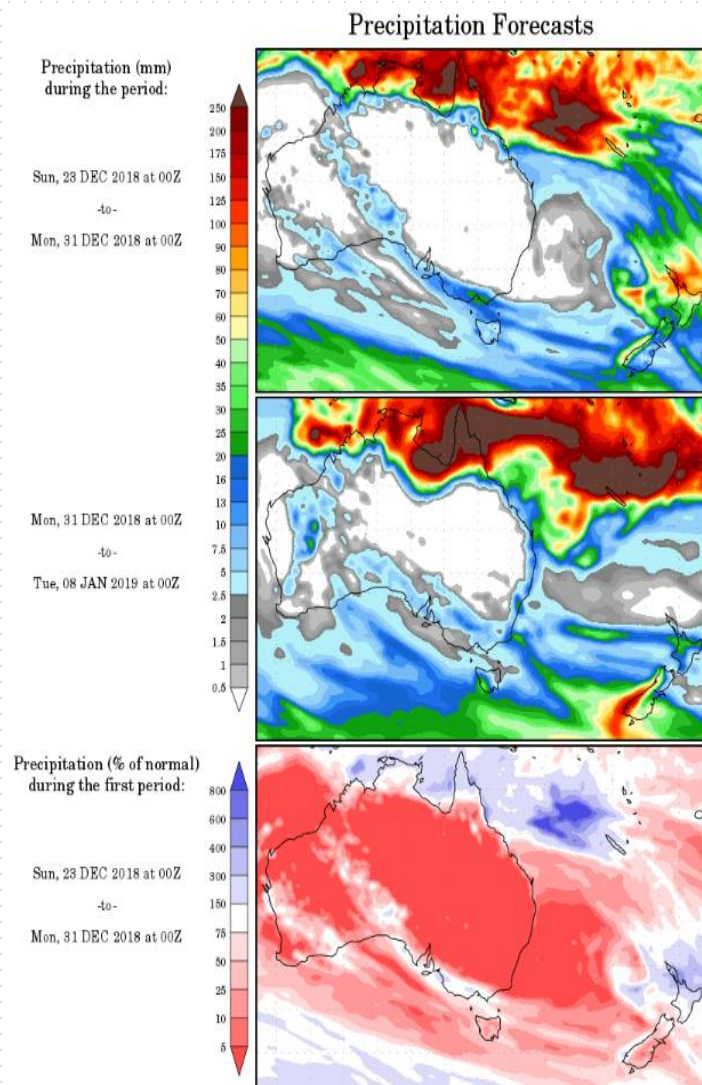 Precipitation Forecasts
Precipitation (mm)
during the period:
Sun, 23 DEC 2018 at 00Z
-to-
Mon, 31 DEC 2018 at 00Z
250
200
175
150
125
100
90
80
70
60
50
40
35
30
25
20
16
13
10
7.5
5
2.5
2
1.5
1
0.5
Mon, 31 DEC 2018 at 00Z
-to-
Tue, 08 JAN 2019 at 00Z
Precipitation (% of normal)
during the first period:
Sun, 23 DEC 2018 at 00Z
-to-
Mon, 31 DEC 2018 at 00Z
800
600
400
300
150
75
50
25
10
5